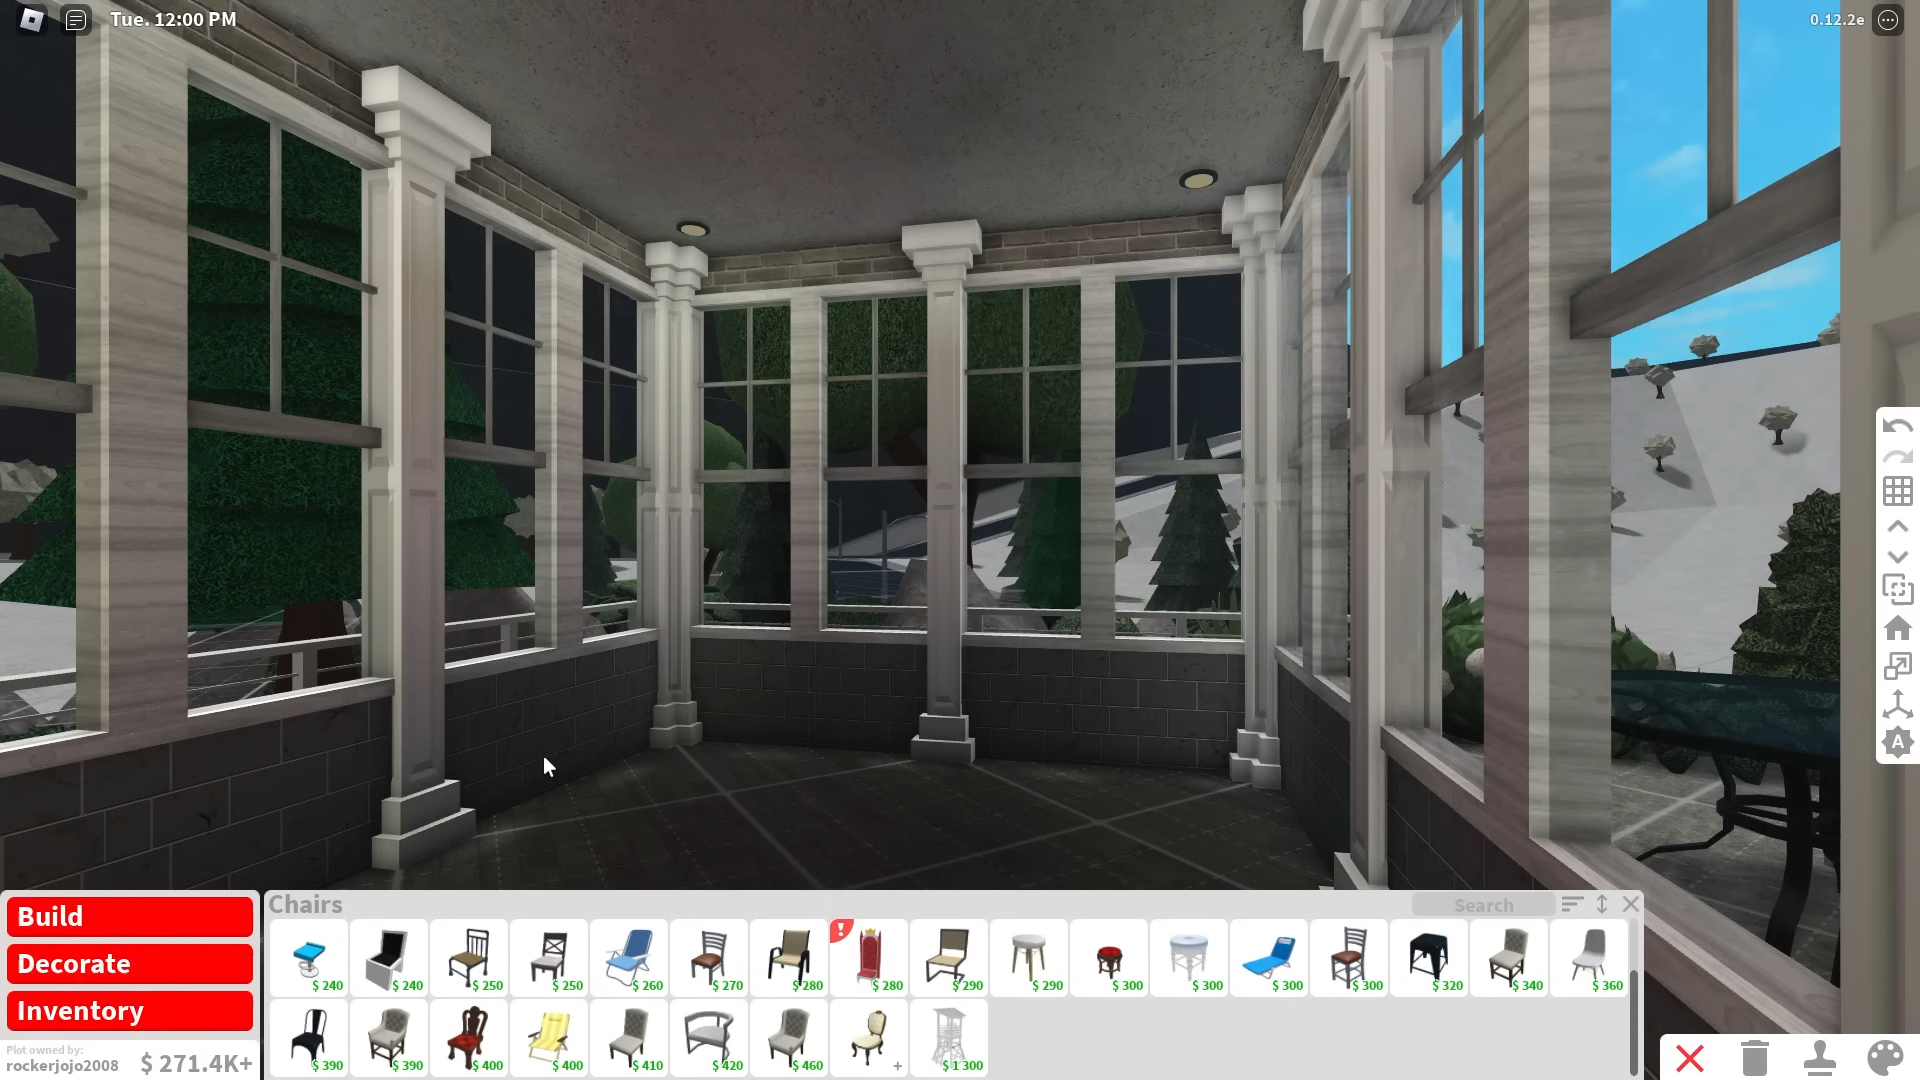 Tue. 12:00 PM
0.12.2e
A
Build
Decorate
Inventory
Plot owned by:
rockerjojo2008
$ 271.4K+
Chairs
Search
!
$ 240
$ 240
$ 250
$ 250
$ 260
$ 270
$ 280
$ 280
$ 290
$ 290
$ 300
$ 300
$ 300
$ 300
$ 320
$ 340
$ 360
$ 390
$ 390
$ 400
$ 400
$ 410
$ 420
$ 460
+
$ 1 300